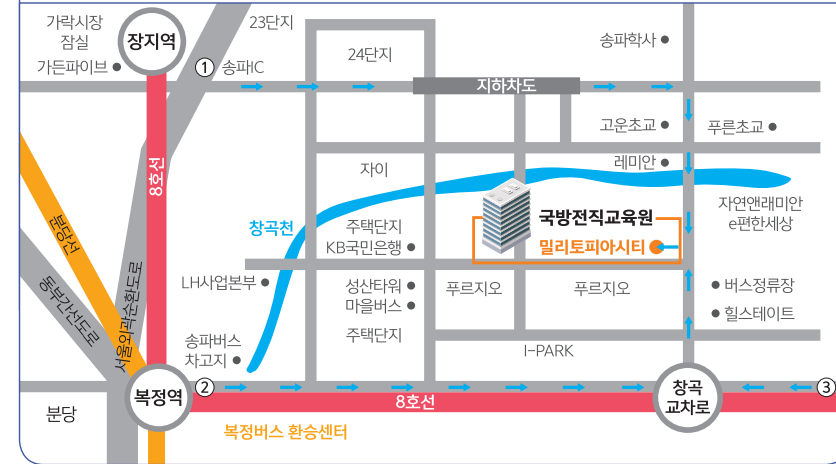 가락시장
잠실
장지역
23단지
가든파이브
① 송파IC
24단지
송파학사
지하차도
고운초교
푸른초교
레미안
8호선
분당선
자이
창곡천
주택단지
KB국민은행
국방전직교육원
밀리토피아시티
자연앤래미안
e편한세상
동부간선도로
서울외곽순환도로
LH사업본부
성산타워
마을버스
푸르지오
푸르지오
버스정류장
힐스테이트
송파버스
차고지
주택단지
I-PARK
분당
복정역
②
8호선
창곡
교차로
③
복정버스 환승센터